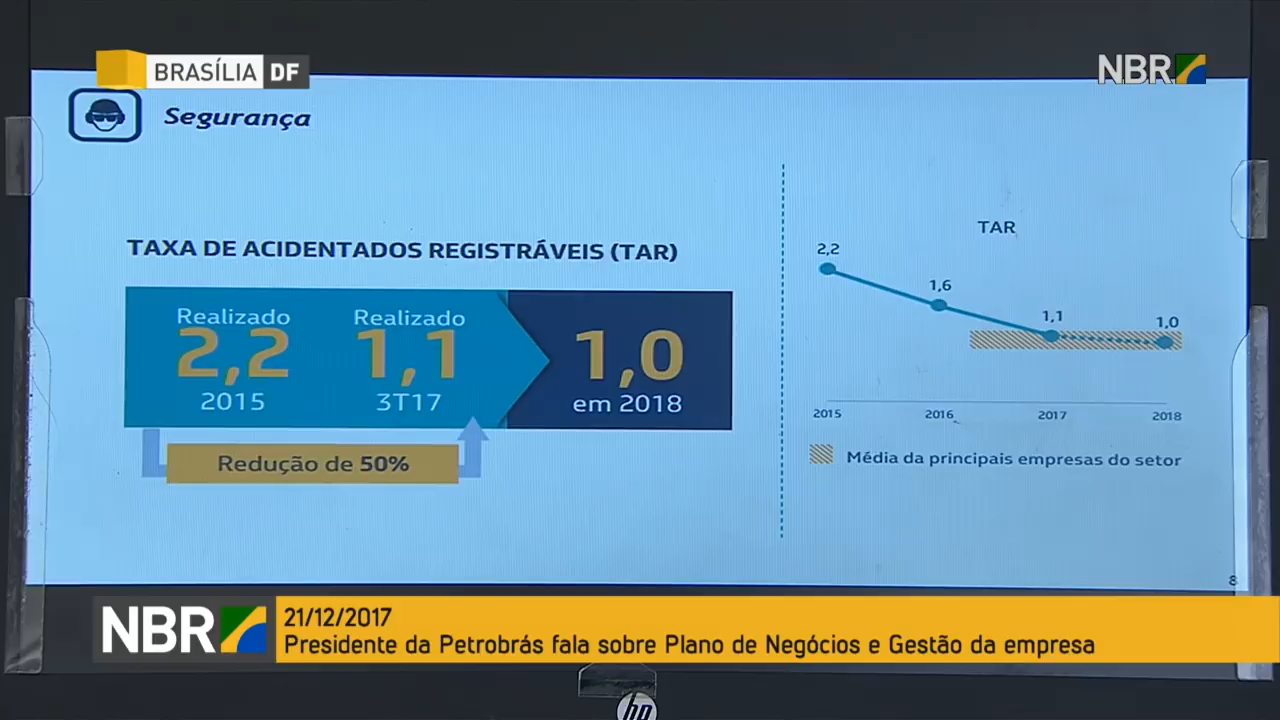 BRASÍLIA DF
NBR
Segurança
TAXA DE ACIDENTADOS REGISTRÁVEIS (TAR)
Realizado
2,2
2015
Realizado
1,1
3T17
1,0
em 2018
Redução de 50%
TAR
2,2
1,6
1,1
1,0
2015
2016
2017
2018
Média da principais empresas do setor
8
NBR
21/12/2017
Presidente da Petrobrás fala sobre Plano de Negócios e Gestão da empresa
hp